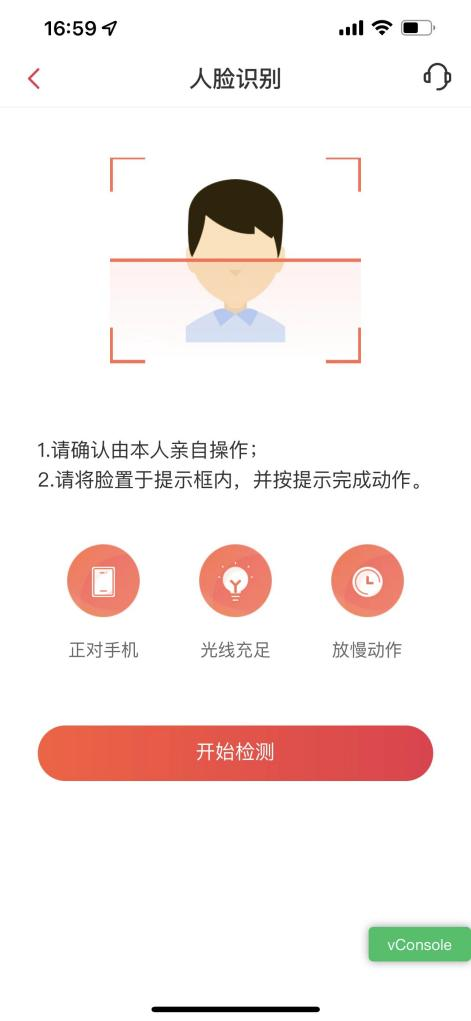 16:59
人脸识别
1.请确认由本人亲自操作；
2.请将脸置于提示框内，并按提示完成动作。
正对手机
光线充足
放慢动作
开始检测
vConsole